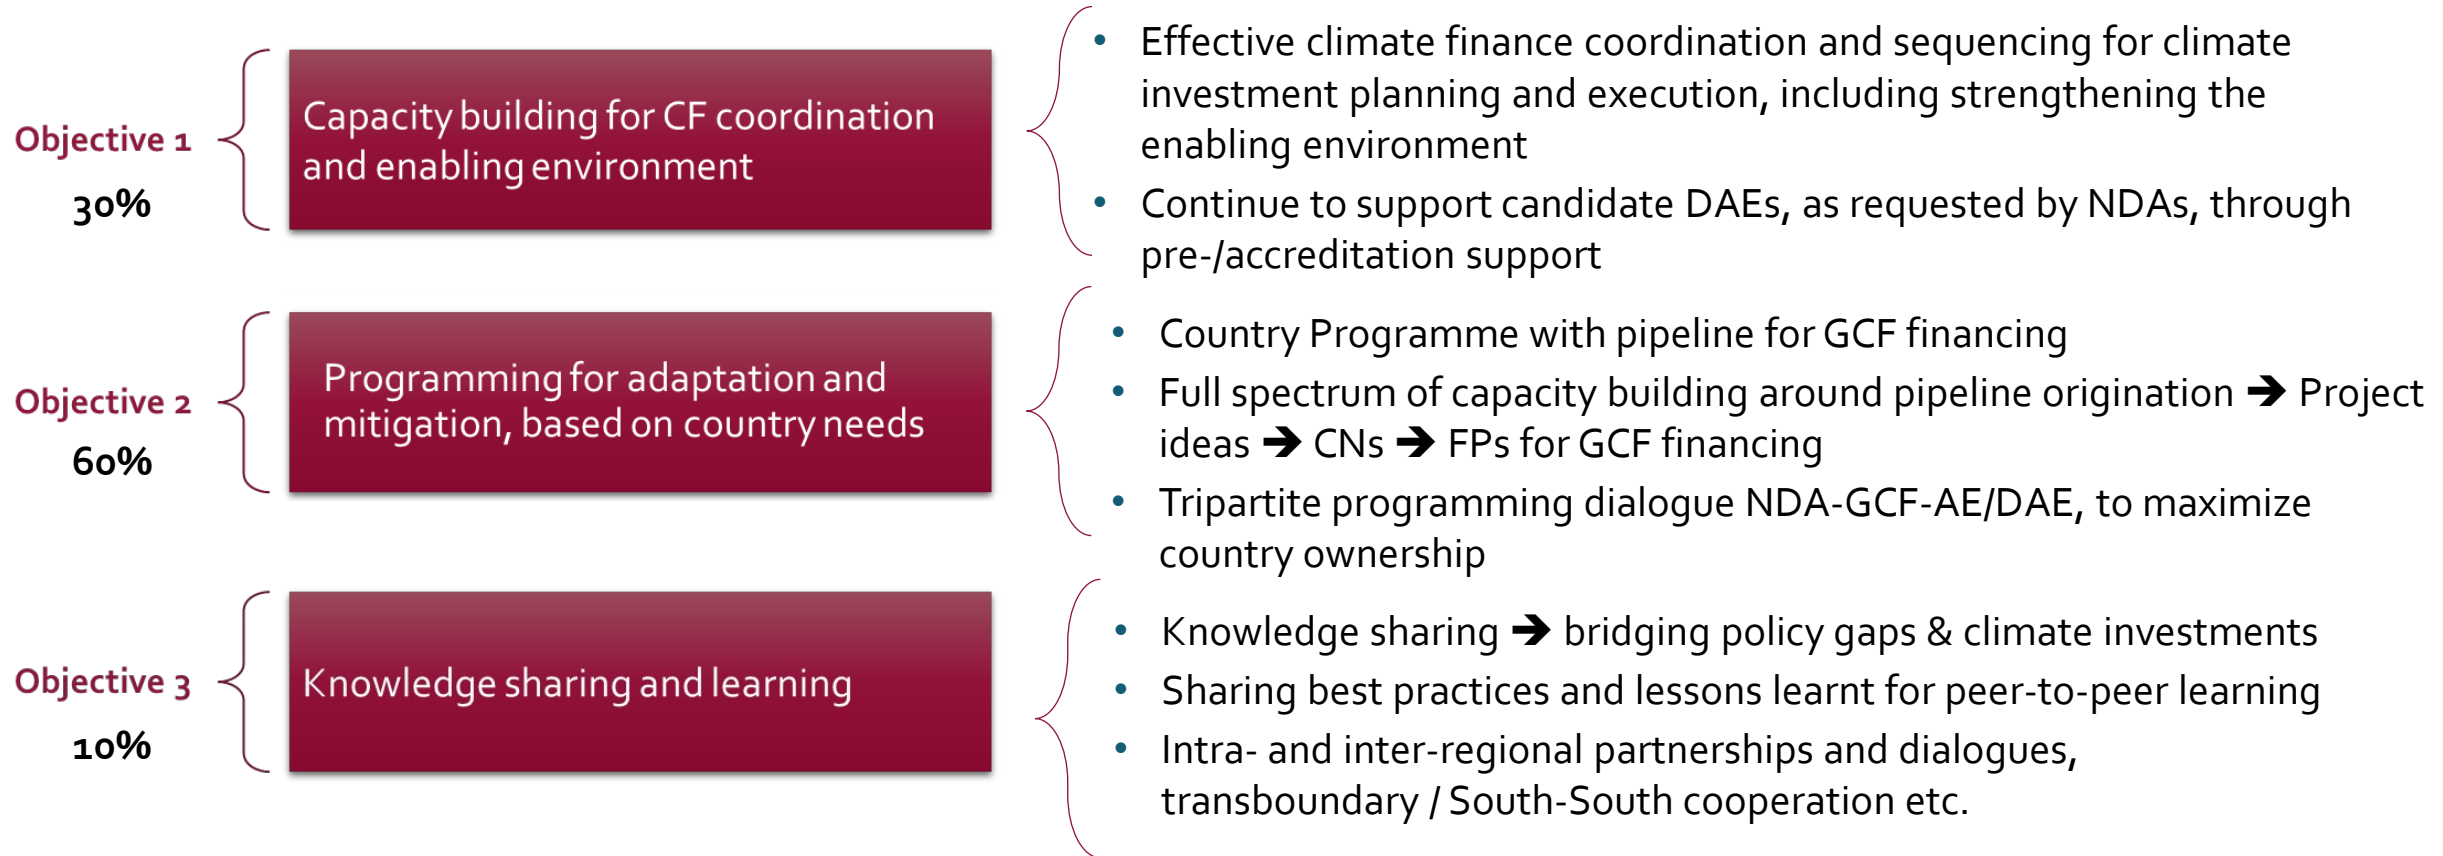 Objective 1
30%
Capacity building for CF coordination
and enabling environment
• Effective climate finance coordination and sequencing for climate
investment planning and execution, including strengthening the
enabling environment
• Continue to support candidate DAEs, as requested by NDAs, through
pre-/accreditation support
Objective 2
60%
Programming for adaptation and
mitigation, based on country needs
• Country Programme with pipeline for GCF financing
• Full spectrum of capacity building around pipeline origination ➔ Project
ideas ➔ CNs ➔ FPs for GCF financing
• Tripartite programming dialogue NDA-GCF-AE/DAE, to maximize
country ownership
Objective 3
10%
Knowledge sharing and learning
• Knowledge sharing ➔ bridging policy gaps & climate investments
• Sharing best practices and lessons learnt for peer-to-peer learning
• Intra- and inter-regional partnerships and dialogues,
transboundary / South-South cooperation etc.